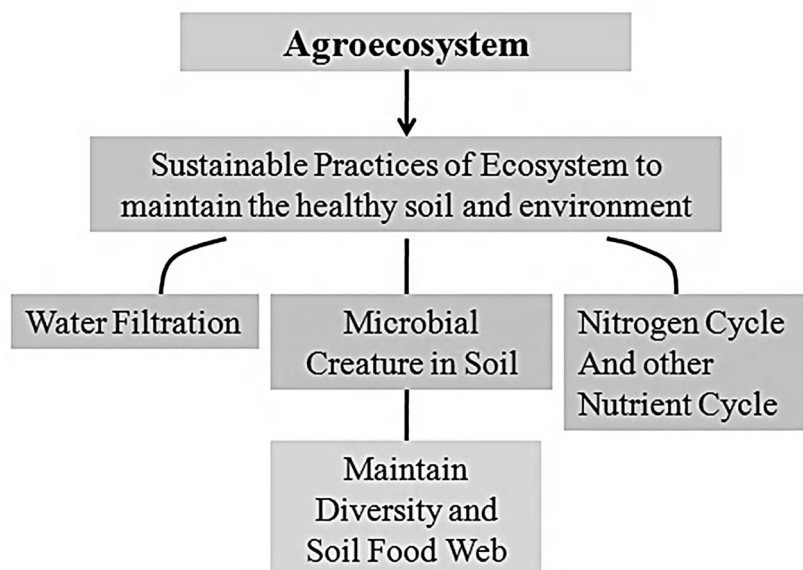 Agroecosystem
Sustainable Practices of Ecosystem to
maintain the healthy soil and environment
Water Filtration
Microbial
Creature in Soil
Nitrogen Cycle
And other
Nutrient Cycle
Maintain
Diversity and
Soil Food Web